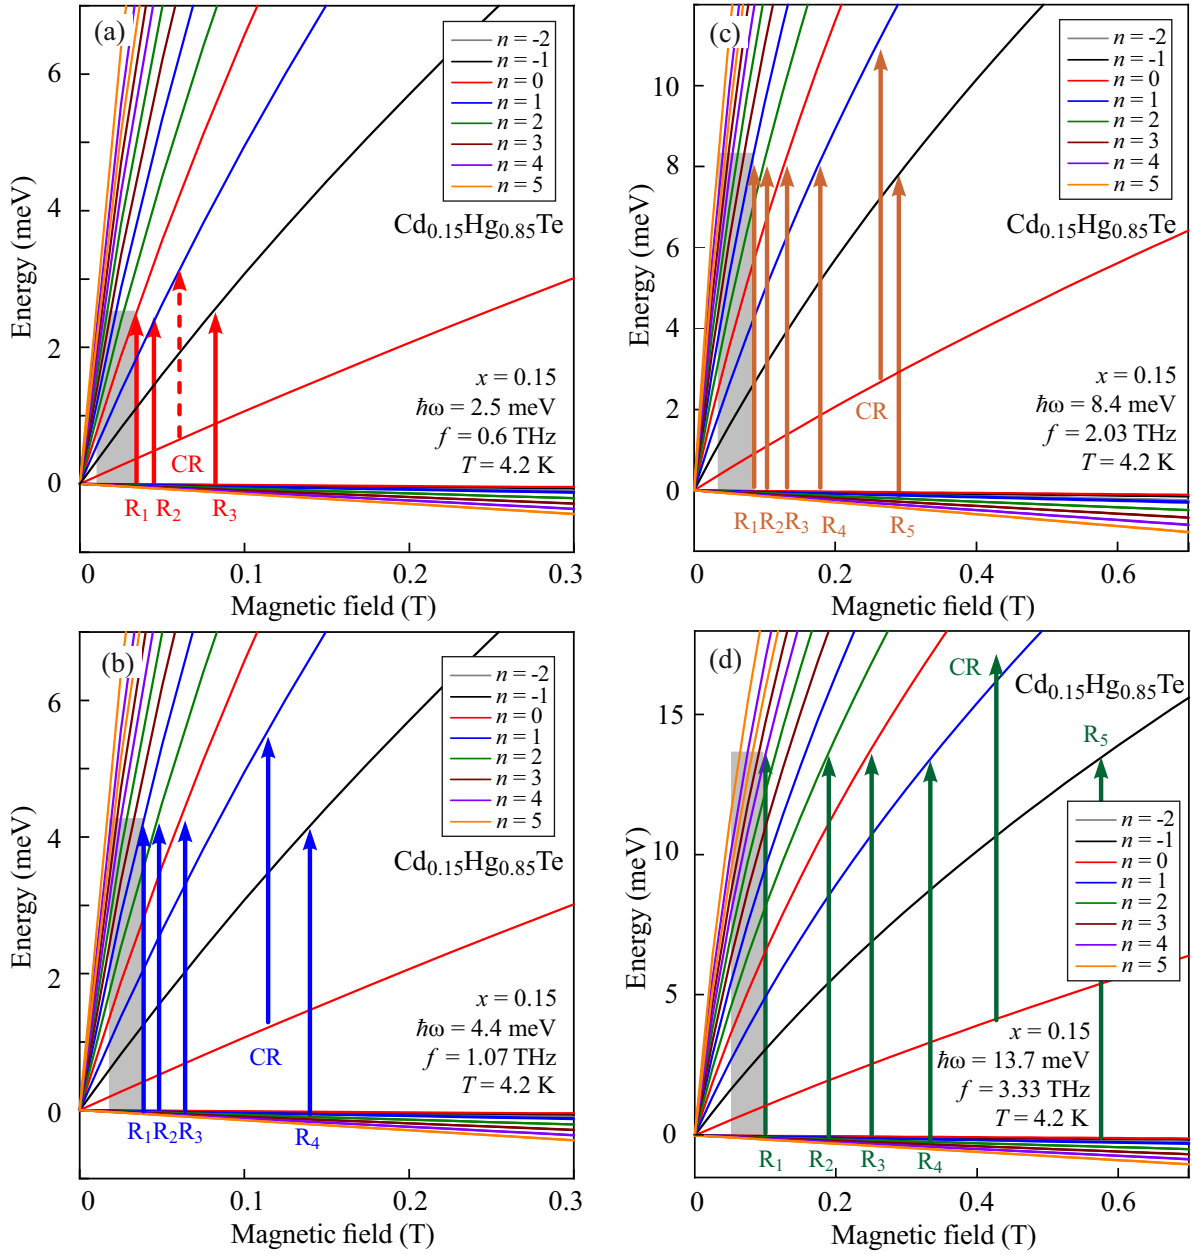 (a)
n = -2
n = -1
n = 0
n = 1
n = 2
n = 3
n = 4
n = 5
Cd0.15Hg0.85Te
x = 0.15
ℏω = 2.5 meV
f = 0.6 THz
T = 4.2 K
CR
R1 R2 R3
6
4
2
0
Energy (meV)
0 0.1 0.2 0.3
Magnetic field (T)
(c)
n = -2
n = -1
n = 0
n = 1
n = 2
n = 3
n = 4
n = 5
Cd0.15Hg0.85Te
x = 0.15
ℏω = 8.4 meV
f = 2.03 THz
T = 4.2 K
CR
R1 R2 R3 R4 R5
10
8
6
4
2
0
Energy (meV)
0 0.2 0.4 0.6
Magnetic field (T)
(b)
n = -2
n = -1
n = 0
n = 1
n = 2
n = 3
n = 4
n = 5
Cd0.15Hg0.85Te
x = 0.15
ℏω = 4.4 meV
f = 1.07 THz
T = 4.2 K
CR
R1 R2 R3 R4
6
4
2
0
Energy (meV)
0 0.1 0.2 0.3
Magnetic field (T)
(d)
CR
Cd0.15Hg0.85Te
R5
n = -2
n = -1
n = 0
n = 1
n = 2
n = 3
n = 4
n = 5
x = 0.15
ℏω = 13.7 meV
f = 3.33 THz
T = 4.2 K
R1 R2 R3 R4
15
10
5
0
Energy (meV)
0 0.2 0.4 0.6
Magnetic field (T)